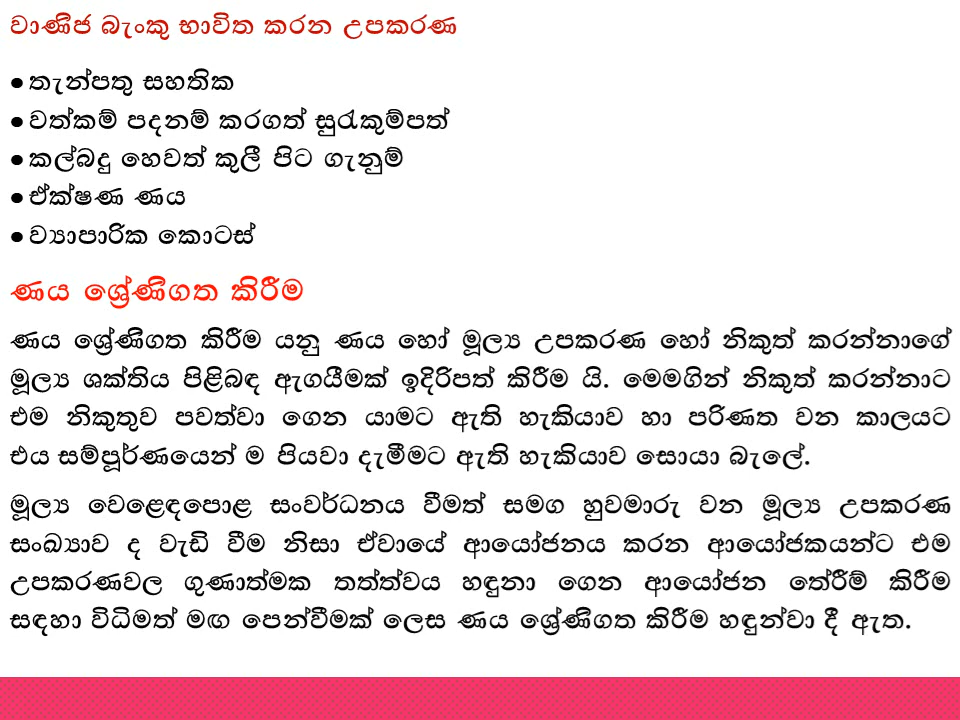 වාණිජ බැංකු භාවිත කරන උපකරණ
● තැන්පතු සහතික
● වත්කම් පදනම් කරගත් සුරැකුම්පත්
● කල්බදු හෙවත් කුලී පිට ගැනුම්
● ඒක්ෂණ ණය
● ව්‍යාපාරික කොටස්
ණය ශ්‍රේණිගත කිරීම
ණය ශ්‍රේණිගත කිරීම යනු ණය හෝ මූල්‍ය උපකරණ හෝ නිකුත් කරන්නාගේ
මූල්‍ය ශක්තිය පිළිබඳ ඇගයීමක් ඉදිරිපත් කිරීම යි. මෙමගින් නිකුත් කරන්නාට
එම නිකුතුව පවත්වා ගෙන යාමට ඇති හැකියාව හා පරිණත වන කාලයට
එය සම්පූර්ණයෙන් ම පියවා දැමීමට ඇති හැකියාව සොයා බැලේ.
මූල්‍ය වෙළෙඳපොළ සංවර්ධනය වීමත් සමග හුවමාරු වන මූල්‍ය උපකරණ
සංඛ්‍යාව ද වැඩි වීම නිසා ඒවායේ ආයෝජනය කරන ආයෝජකයන්ට එම
උපකරණවල ගුණාත්මක තත්ත්වය හඳුනා ගෙන ආයෝජන තේරීම් කිරීම
සඳහා විධිමත් මඟ පෙන්වීමක් ලෙස ණය ශ්‍රේණිගත කිරීම හඳුන්වා දී ඇත.